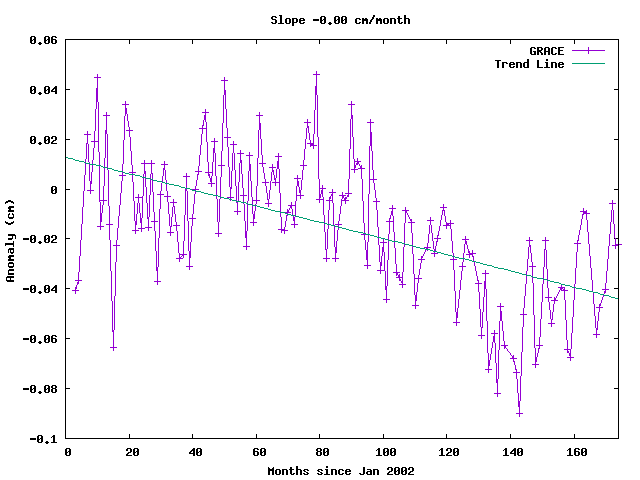 Slope -0.00 cm/month
GRACE
Trend Line
0.06
0.04
0.02
0
-0.02
-0.04
-0.06
-0.08
-0.1
Anomaly (cm)
0 20 40 60 80 100 120 140 160
Months since Jan 2002